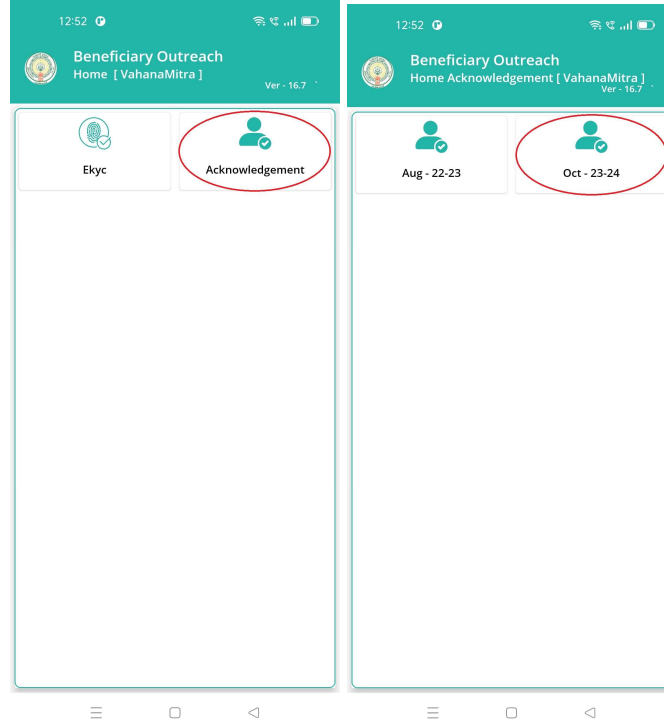 12:52
Beneficiary Outreach
Home [ VahanaMitra ]
Ver - 16.7 `
Ekyc
Acknowledgement
12:52
Beneficiary Outreach
Home Acknowledgement [ VahanaMitra ]
Ver - 16.7 `
Aug - 22-23
Oct - 23-24